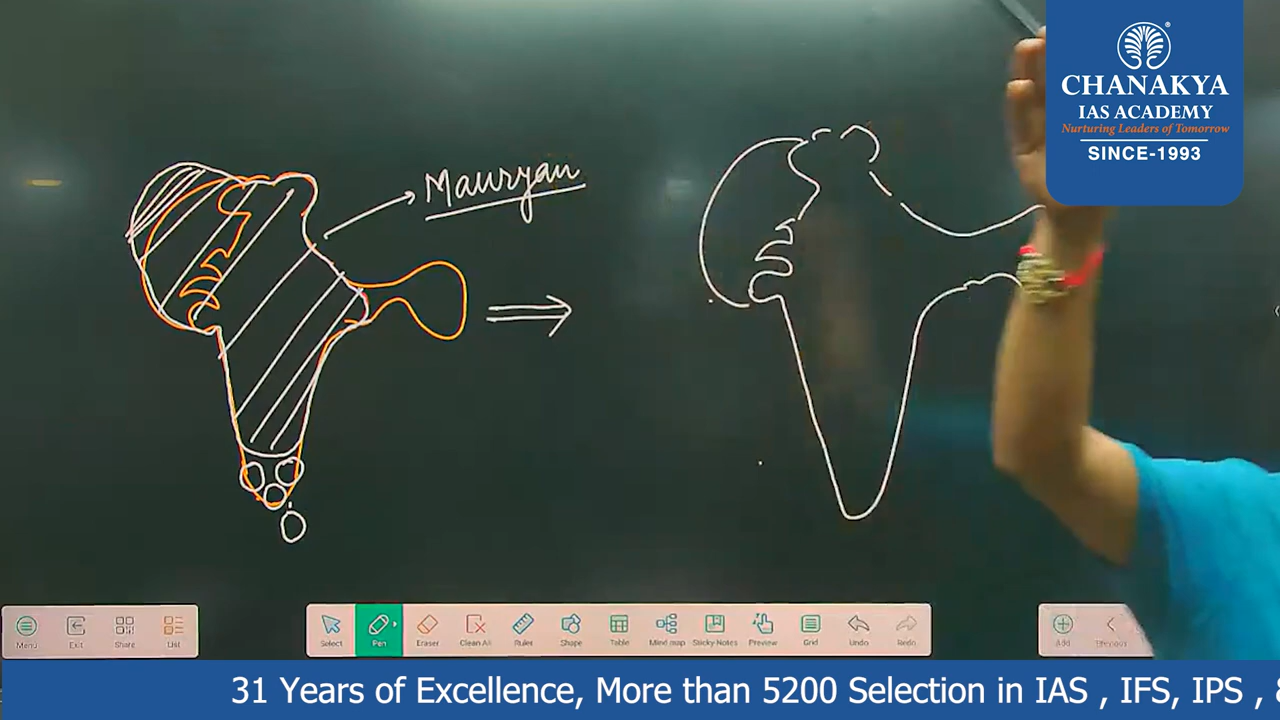 CHANAKYA
IAS ACADEMY
Nurturing Leaders of Tomorrow
SINCE-1993
Mauryan
Menu
Exit
Share
List
Select
Pen
Eraser
Clean All
Ruler
Shape
Table
Mind map
Sticky Notes
Preview
Grid
Undo
Redo
Add
Previous
31 Years of Excellence, More than 5200 Selection in IAS , IFS, IPS , &